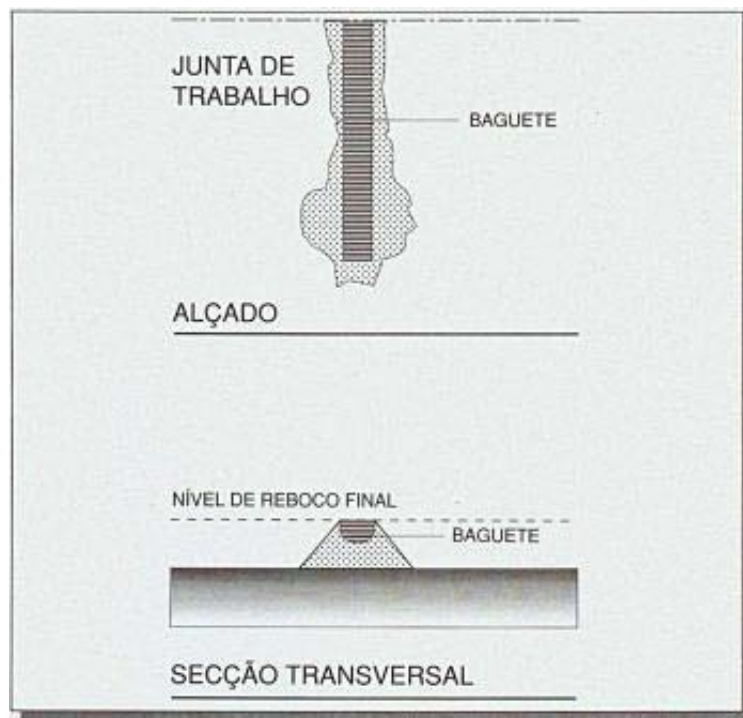 JUNTA DE
TRABALHO
BAGUETE
ALÇADO
NÍVEL DE REBOCO FINAL
BAGUETE
SECÇÃO TRANSVERSAL